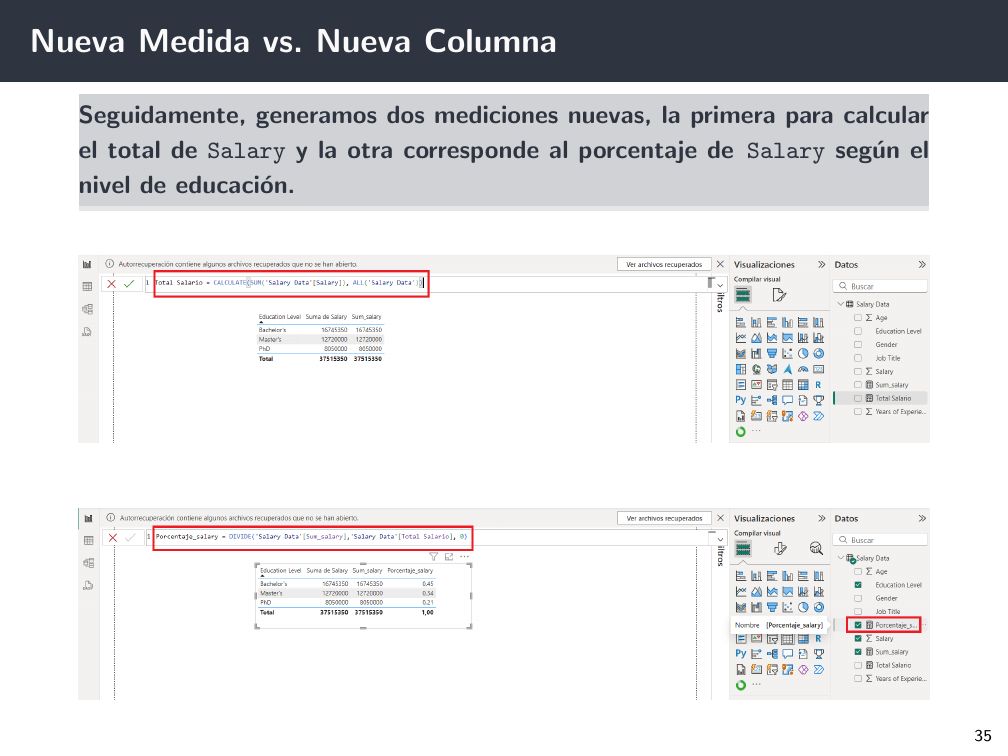 Nueva Medida vs. Nueva Columna
Seguidamente, generamos dos mediciones nuevas, la primera para calcular
el total de Salary y la otra corresponde al porcentaje de Salary según el
nivel de educación.
Autorrecuperación contiene algunos archivos recuperados que no se han abierto.
Ver archivos recuperados
1 Total Salario = CALCULATE(SUM('Salary Data'[Salary]), ALL('Salary Data'))
Education Level Suma de Salary Sum_salary
Bachelor's 16745350 16745350
Master's 12720000 12720000
PhD 8050000 8050000
Total 37515350 37515350
iltros
Visualizaciones
Compilar visual
R
Py
...
Datos
Buscar
Salary Data
Age
Education Level
Gender
Job Title
Salary
Sum_salary
Total Salario
Years of Experie...
Autorrecuperación contiene algunos archivos recuperados que no se han abierto.
Ver archivos recuperados
1 Porcentaje_salary = DIVIDE('Salary Data'[Sum_salary],'Salary Data'[Total Salario], 0)
Education Level Suma de Salary Sum_salary Porcentaje_salary
Bachelor's 16745350 16745350 0,45
Master's 12720000 12720000 0,34
PhD 8050000 8050000 0,21
Total 37515350 37515350 1,00
iltros
Visualizaciones
Compilar visual
Nombre [Porcentaje_salary]
R
Py
...
Datos
Buscar
Salary Data
Age
Education Level
Gender
Job Title
Porcentaje_s...
Salary
Sum_salary
Total Salario
Years of Experie...
35